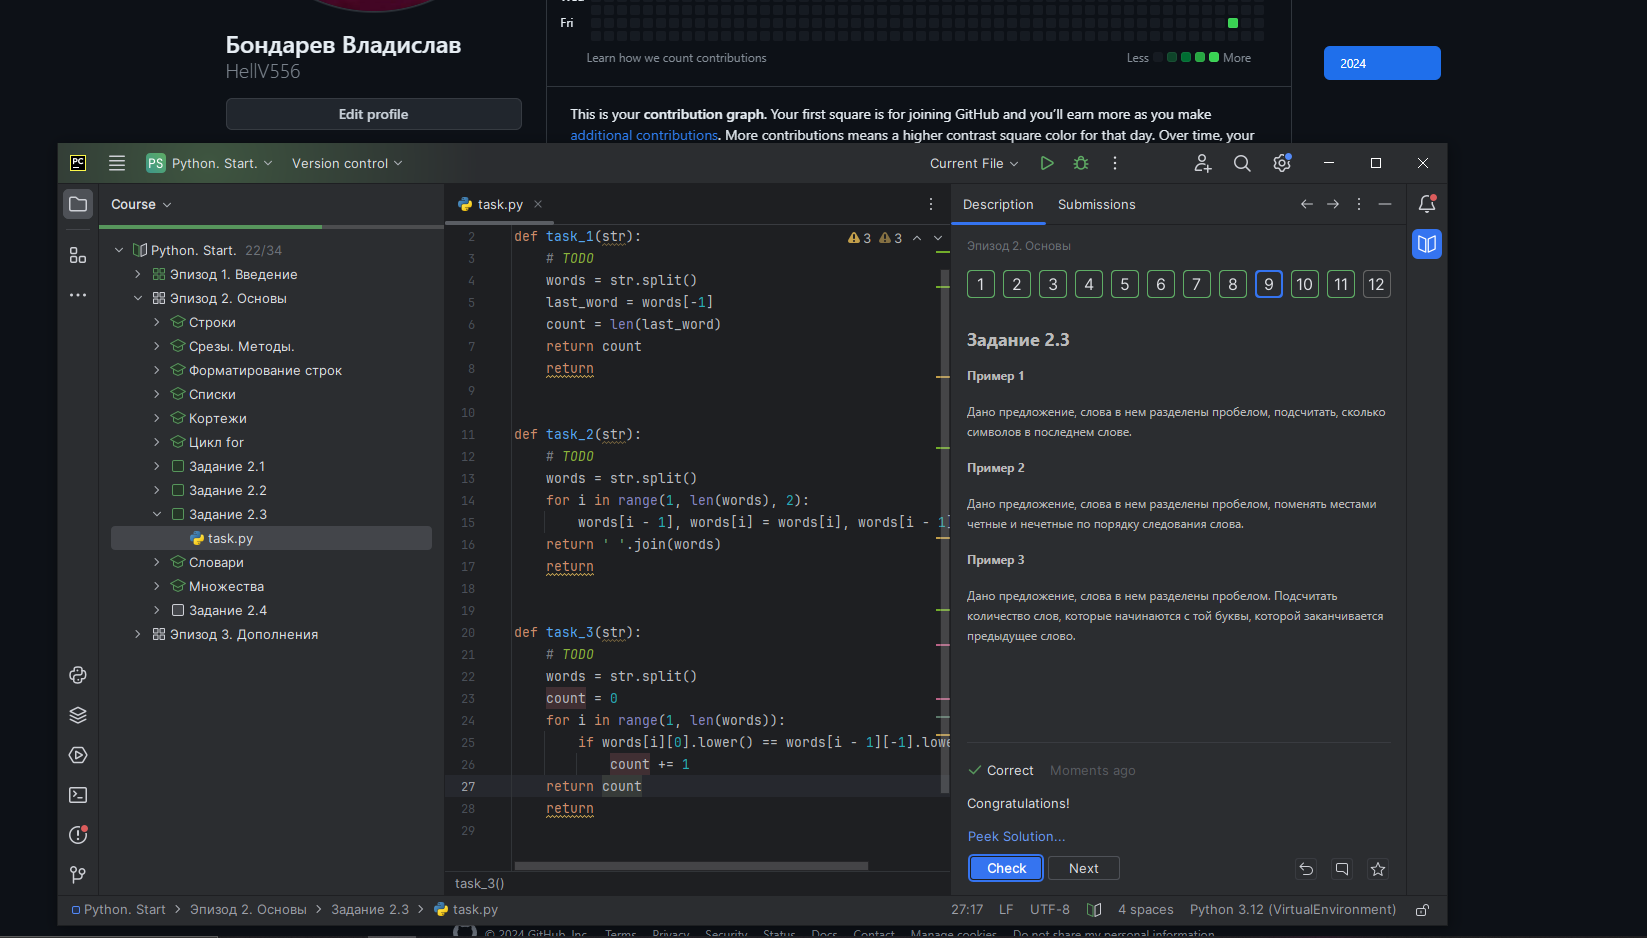 Fri
Learn how we count contributions
Less
More
2024
Бондарев Владислав
HellV556
Edit profile
This is your contribution graph. Your first square is for joining GitHub and you'll earn more as you make
additional contributions. More contributions means a higher contrast square color for that day. Over time, your
PC
PS Python. Start.
Version control
Current File
Course
Python. Start. 22/34
Эпизод 1. Введение
Эпизод 2. Основы
Строки
Срезы. Методы.
Форматирование строк
Списки
Кортежи
Цикл for
Задание 2.1
Задание 2.2
Задание 2.3
task.py
Словари
Множества
Задание 2.4
Эпизод 3. Дополнения
task.py
3
3
2 def task_1(str):
3 # TODO
4 words = str.split()
5 last_word = words[-1]
6 count = len(last_word)
7 return count
8 return
9
10
11 def task_2(str):
12 # TODO
13 words = str.split()
14 for i in range(1, len(words), 2):
15 words[i - 1], words[i] = words[i], words[i - 1]
16 return ' '.join(words)
17 return
18
19
20 def task_3(str):
21 # TODO
22 words = str.split()
23 count = 0
24 for i in range(1, len(words)):
25 if words[i][0].lower() == words[i - 1][-1].lowe
26 count += 1
27 return count
28 return
29
task_3()
Description
Submissions
Эпизод 2. Основы
1 2 3 4 5 6 7 8 9 10 11 12
Задание 2.3
Пример 1
Дано предложение, слова в нем разделены пробелом, подсчитать, сколько
символов в последнем слове.
Пример 2
Дано предложение, слова в нем разделены пробелом, поменять местами
четные и нечетные по порядку следования слова.
Пример 3
Дано предложение, слова в нем разделены пробелом. Подсчитать
количество слов, которые начинаются с той буквы, которой заканчивается
предыдущее слово.
Correct Moments ago
Congratulations!
Peek Solution...
Check
Next
Python. Start > Эпизод 2. Основы > Задание 2.3 > task.py
27:17 LF UTF-8 4 spaces Python 3.12 (VirtualEnvironment)
© 2024 GitHub, Inc. Terms Privacy Security Status Docs Contact Manage cookies Do not share my personal information